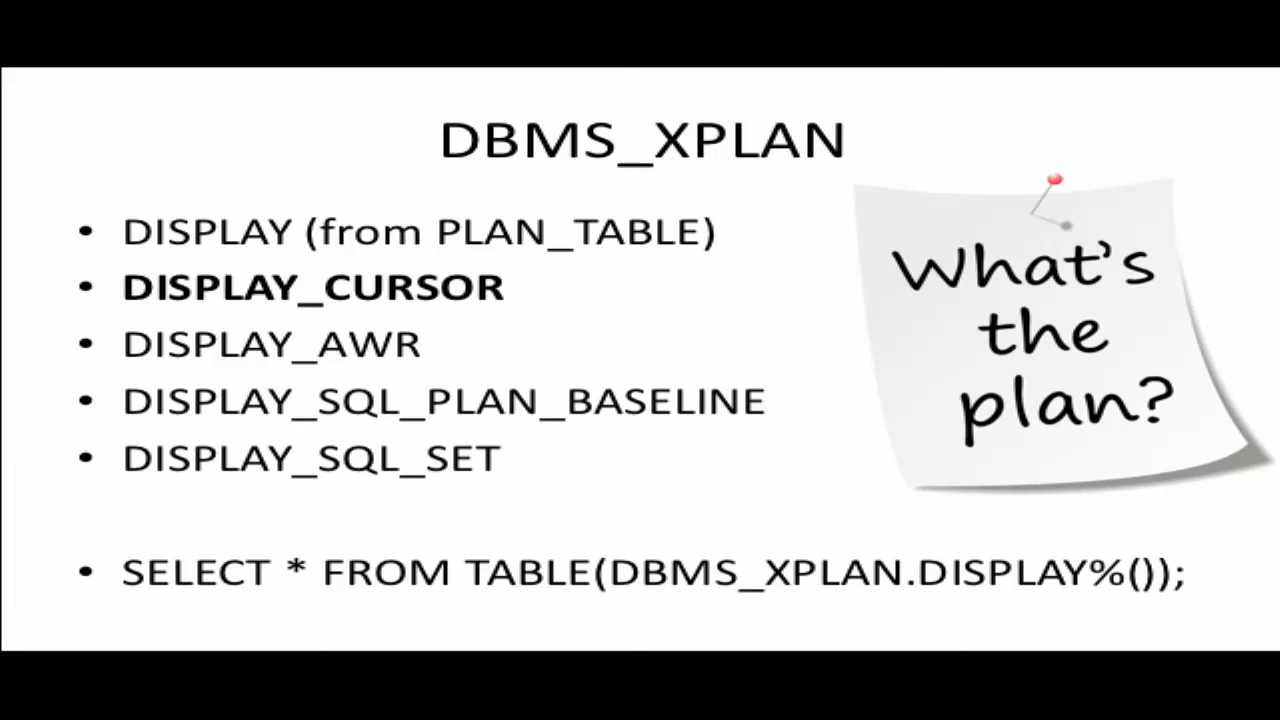 DBMS_XPLAN
• DISPLAY (from PLAN_TABLE)
• DISPLAY_CURSOR
• DISPLAY_AWR
• DISPLAY_SQL_PLAN_BASELINE
• DISPLAY_SQL_SET
• SELECT * FROM TABLE(DBMS_XPLAN.DISPLAY%());
What's
the
plan?